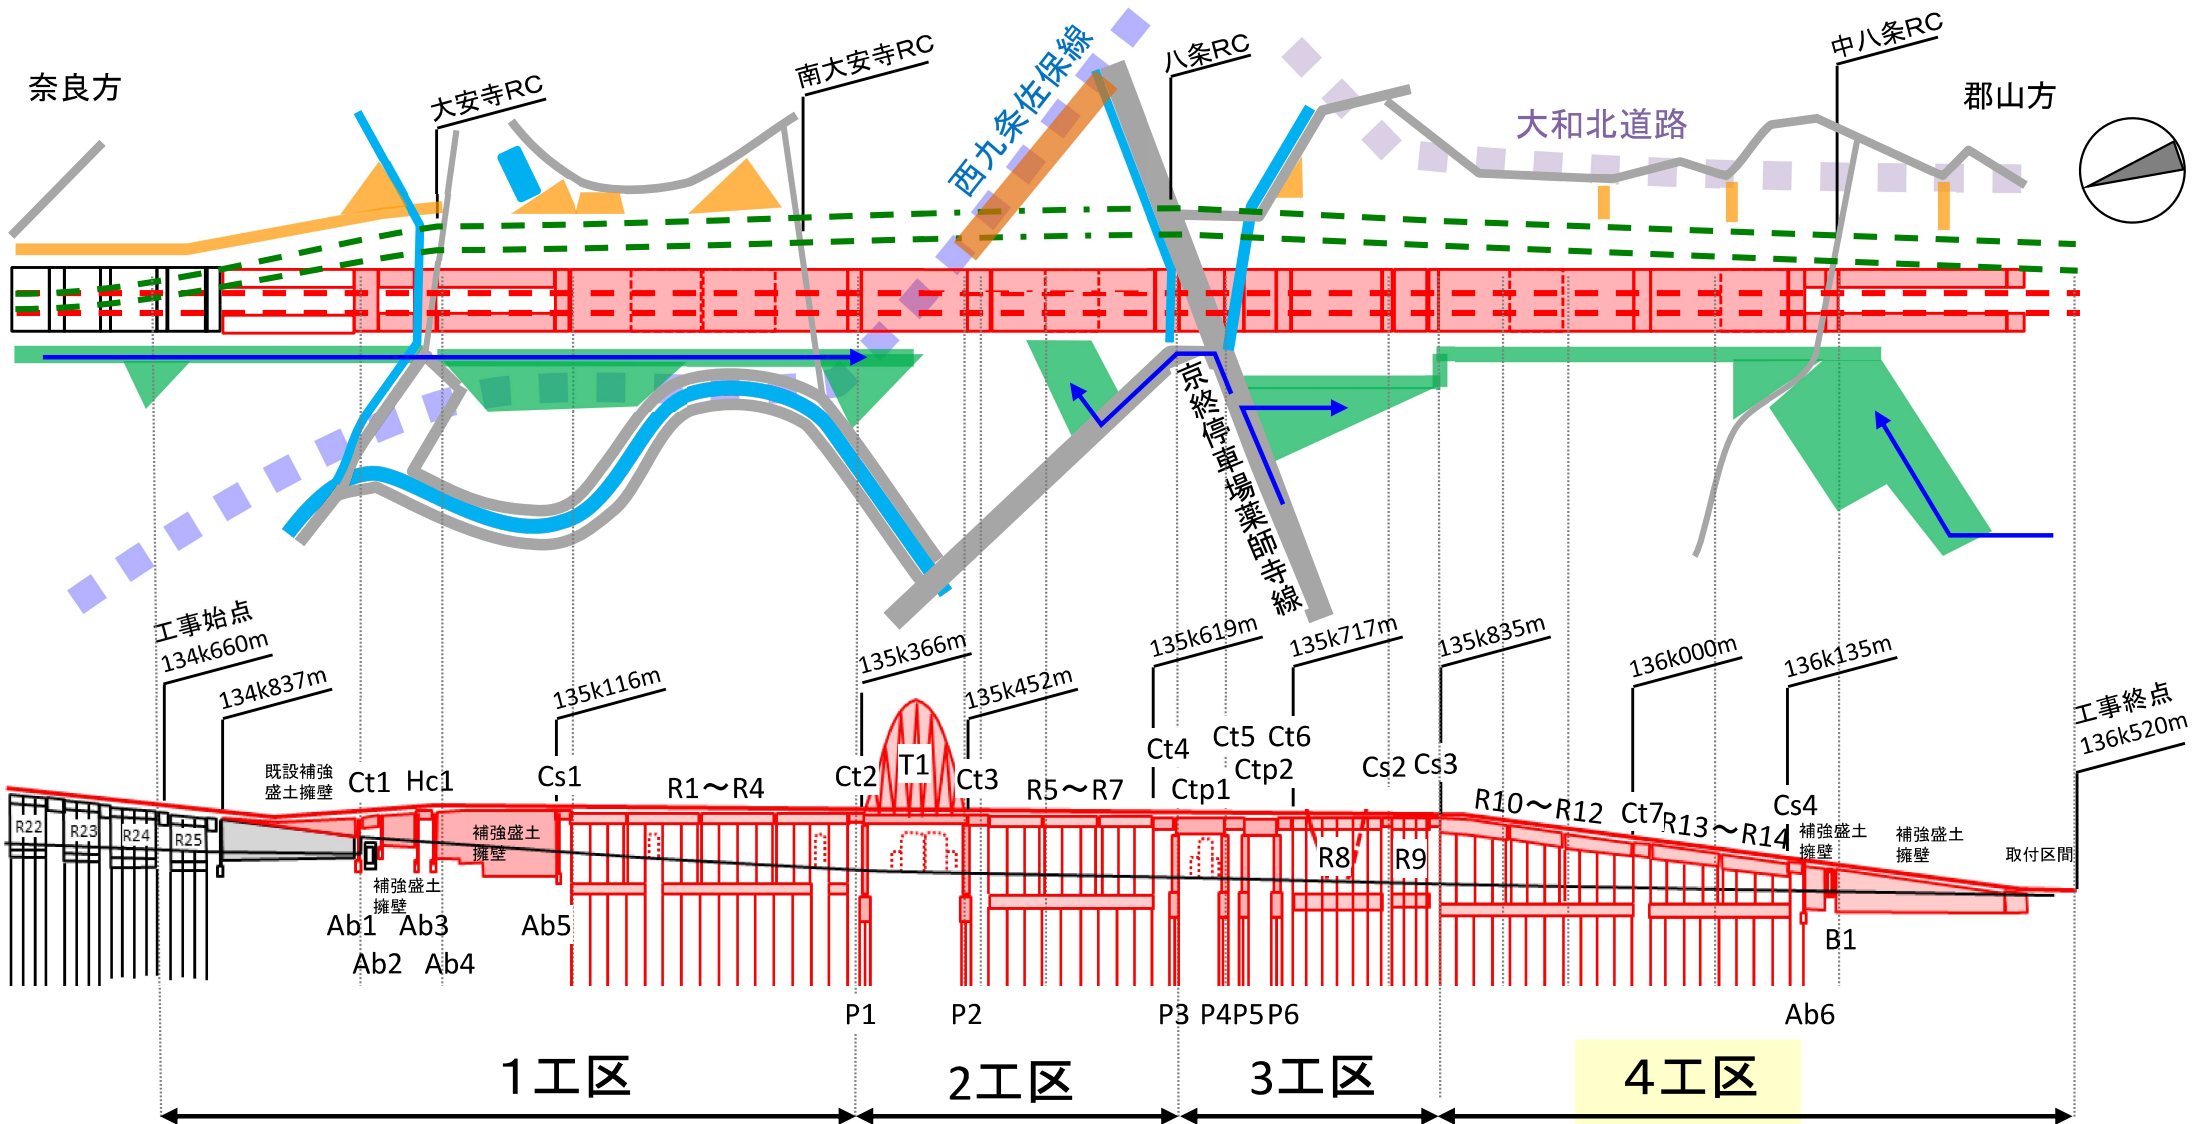 奈良方
大安寺RC
南大安寺RC
西九条佐保線
八条RC
大和北道路
中八条RC
郡山方
京終停車場薬師寺線
工事始点
134k660m
134k837m
135k116m
135k366m
135k452m
135k619m
135k717m
135k835m
136k000m
136k135m
工事終点
136k520m
既設補強
盛土擁壁
Ct1
Hc1
Cs1
R1～R4
Ct2
T1
Ct3
R5～R7
Ct4
Ctp1
Ct5
Ctp2
Ct6
Cs2
Cs3
R10～R12
Ct7
R13～R14
Cs4
R22
R23
R24
R25
補強盛土
擁壁
補強盛土
擁壁
R8
R9
補強盛土
擁壁
補強盛土
擁壁
取付区間
Ab1
Ab2
Ab3
Ab4
Ab5
B1
Ab6
P1
P2
P3
P4
P5
P6
1工区
2工区
3工区
4工区